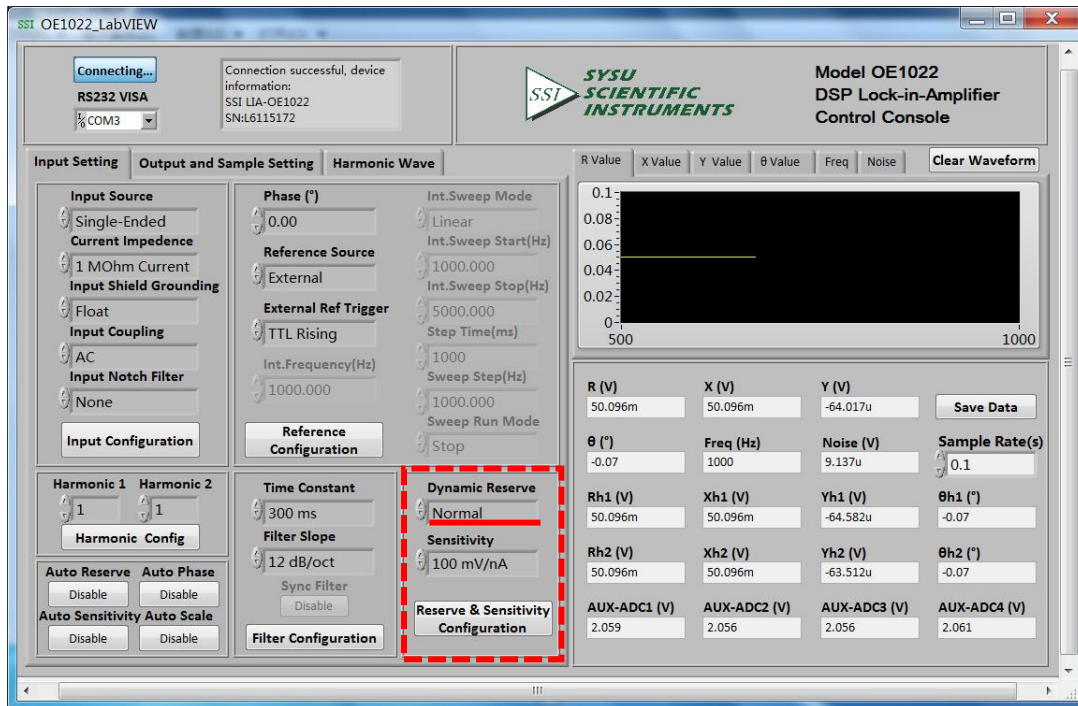 SSI OE1022_LabVIEW
Connecting...
RS232 VISA
I/O COM3
Connection successful, device
information:
SSI LIA-OE1022
SN:L6115172
SSI
SYSU
SCIENTIFIC
INSTRUMENTS
Model OE1022
DSP Lock-in-Amplifier
Control Console
Input Setting
Output and Sample Setting
Harmonic Wave
Input Source
Single-Ended
Current Impedance
1 MOhm Current
Input Shield Grounding
Float
Input Coupling
AC
Input Notch Filter
None
Input Configuration
Phase (°)
0.00
Reference Source
External
External Ref Trigger
TTL Rising
Int.Frequency(Hz)
1000.000
Reference
Configuration
Int.Sweep Mode
Linear
Int.Sweep Start(Hz)
1000.000
Int.Sweep Stop(Hz)
5000.000
Step Time(ms)
1000
Sweep Step(Hz)
1000.000
Sweep Run Mode
Stop
Harmonic 1 Harmonic 2
1 1
Harmonic Config
Auto Reserve Auto Phase
Disable Disable
Auto Sensitivity Auto Scale
Disable Disable
Time Constant
300 ms
Filter Slope
12 dB/oct
Sync Filter
Disable
Filter Configuration
Dynamic Reserve
Normal
Sensitivity
100 mV/nA
Reserve & Sensitivity
Configuration
R Value X Value Y Value θ Value Freq Noise
Clear Waveform
0.1
0.08
0.06
0.04
0.02
0
500 1000
R (V) X (V) Y (V)
50.096m 50.096m -64.017u Save Data
θ (°) Freq (Hz) Noise (V) Sample Rate(s)
-0.07 1000 9.137u 0.1
Rh1 (V) Xh1 (V) Yh1 (V) θh1 (°)
50.096m 50.096m -64.582u -0.07
Rh2 (V) Xh2 (V) Yh2 (V) θh2 (°)
50.096m 50.096m -63.512u -0.07
AUX-ADC1 (V) AUX-ADC2 (V) AUX-ADC3 (V) AUX-ADC4 (V)
2.059 2.056 2.056 2.061